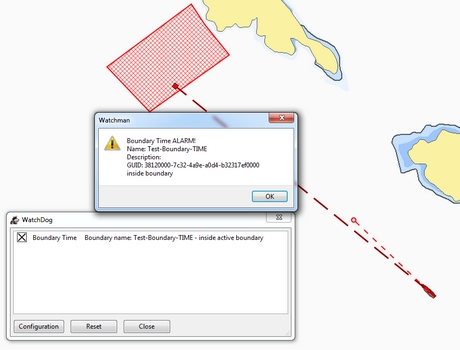 Watchman
Boundary Time ALARM!
Name: Test-Boundary-TIME
Description:
GUID: 38120000-7c32-4a9e-a0d4-b32317ef0000
inside boundary
OK
WatchDog
Boundary Time Boundary name: Test-Boundary-TIME - inside active boundary
Configuration Reset Close